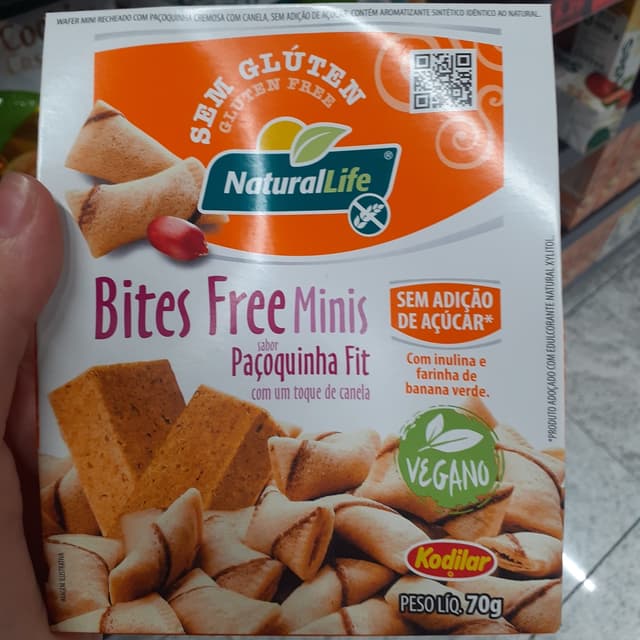 WAFER MINI RECHEADO COM PAÇOQUINHA CREMOSA COM CANELA, SEM ADIÇÃO DE AÇÚCAR. CONTÉM AROMATIZANTE SINTÉTICO IDÊNTICO AO NATURAL.
SEM GLÚTEN
GLUTEN FREE
NaturalLife®
Bites Free Minis
sabor
Paçoquinha Fit
com um toque de canela
SEM ADIÇÃO
DE AÇÚCAR*
Com inulina e
farinha de
banana verde.
*PRODUTO ADOÇADO COM EDULCORANTE NATURAL XYLITOL.
VEGANO
Kodilar
PESO LÍQ. 70g
IMAGEM ILUSTRATIVA